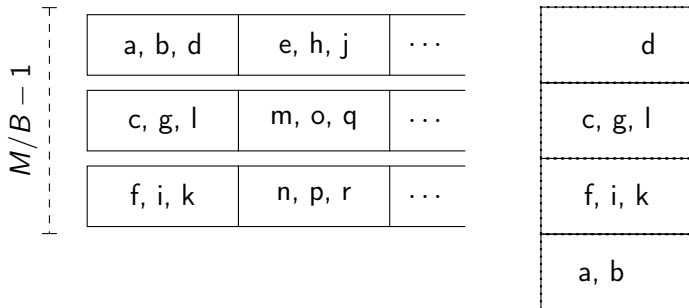 M/B − 1
a, b, d e, h, j ···
c, g, l m, o, q ···
f, i, k n, p, r ···
d
c, g, l
f, i, k
a, b